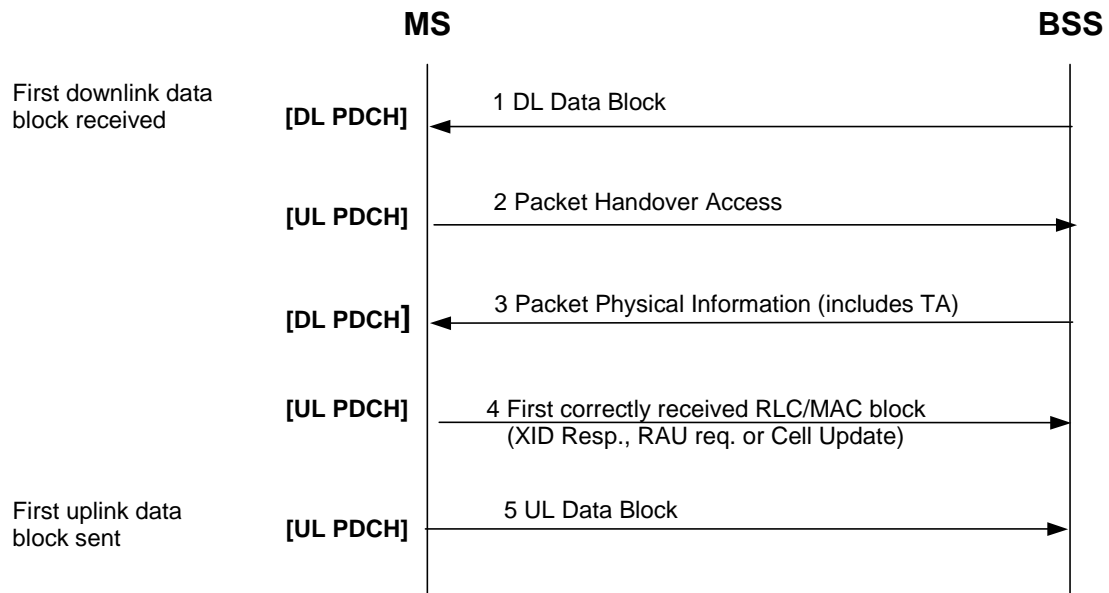 MS
BSS
First downlink data
block received
[DL PDCH]
1 DL Data Block
[UL PDCH]
2 Packet Handover Access
[DL PDCH]
3 Packet Physical Information (includes TA)
[UL PDCH]
4 First correctly received RLC/MAC block
(XID Resp., RAU req. or Cell Update)
First uplink data
block sent
[UL PDCH]
5 UL Data Block